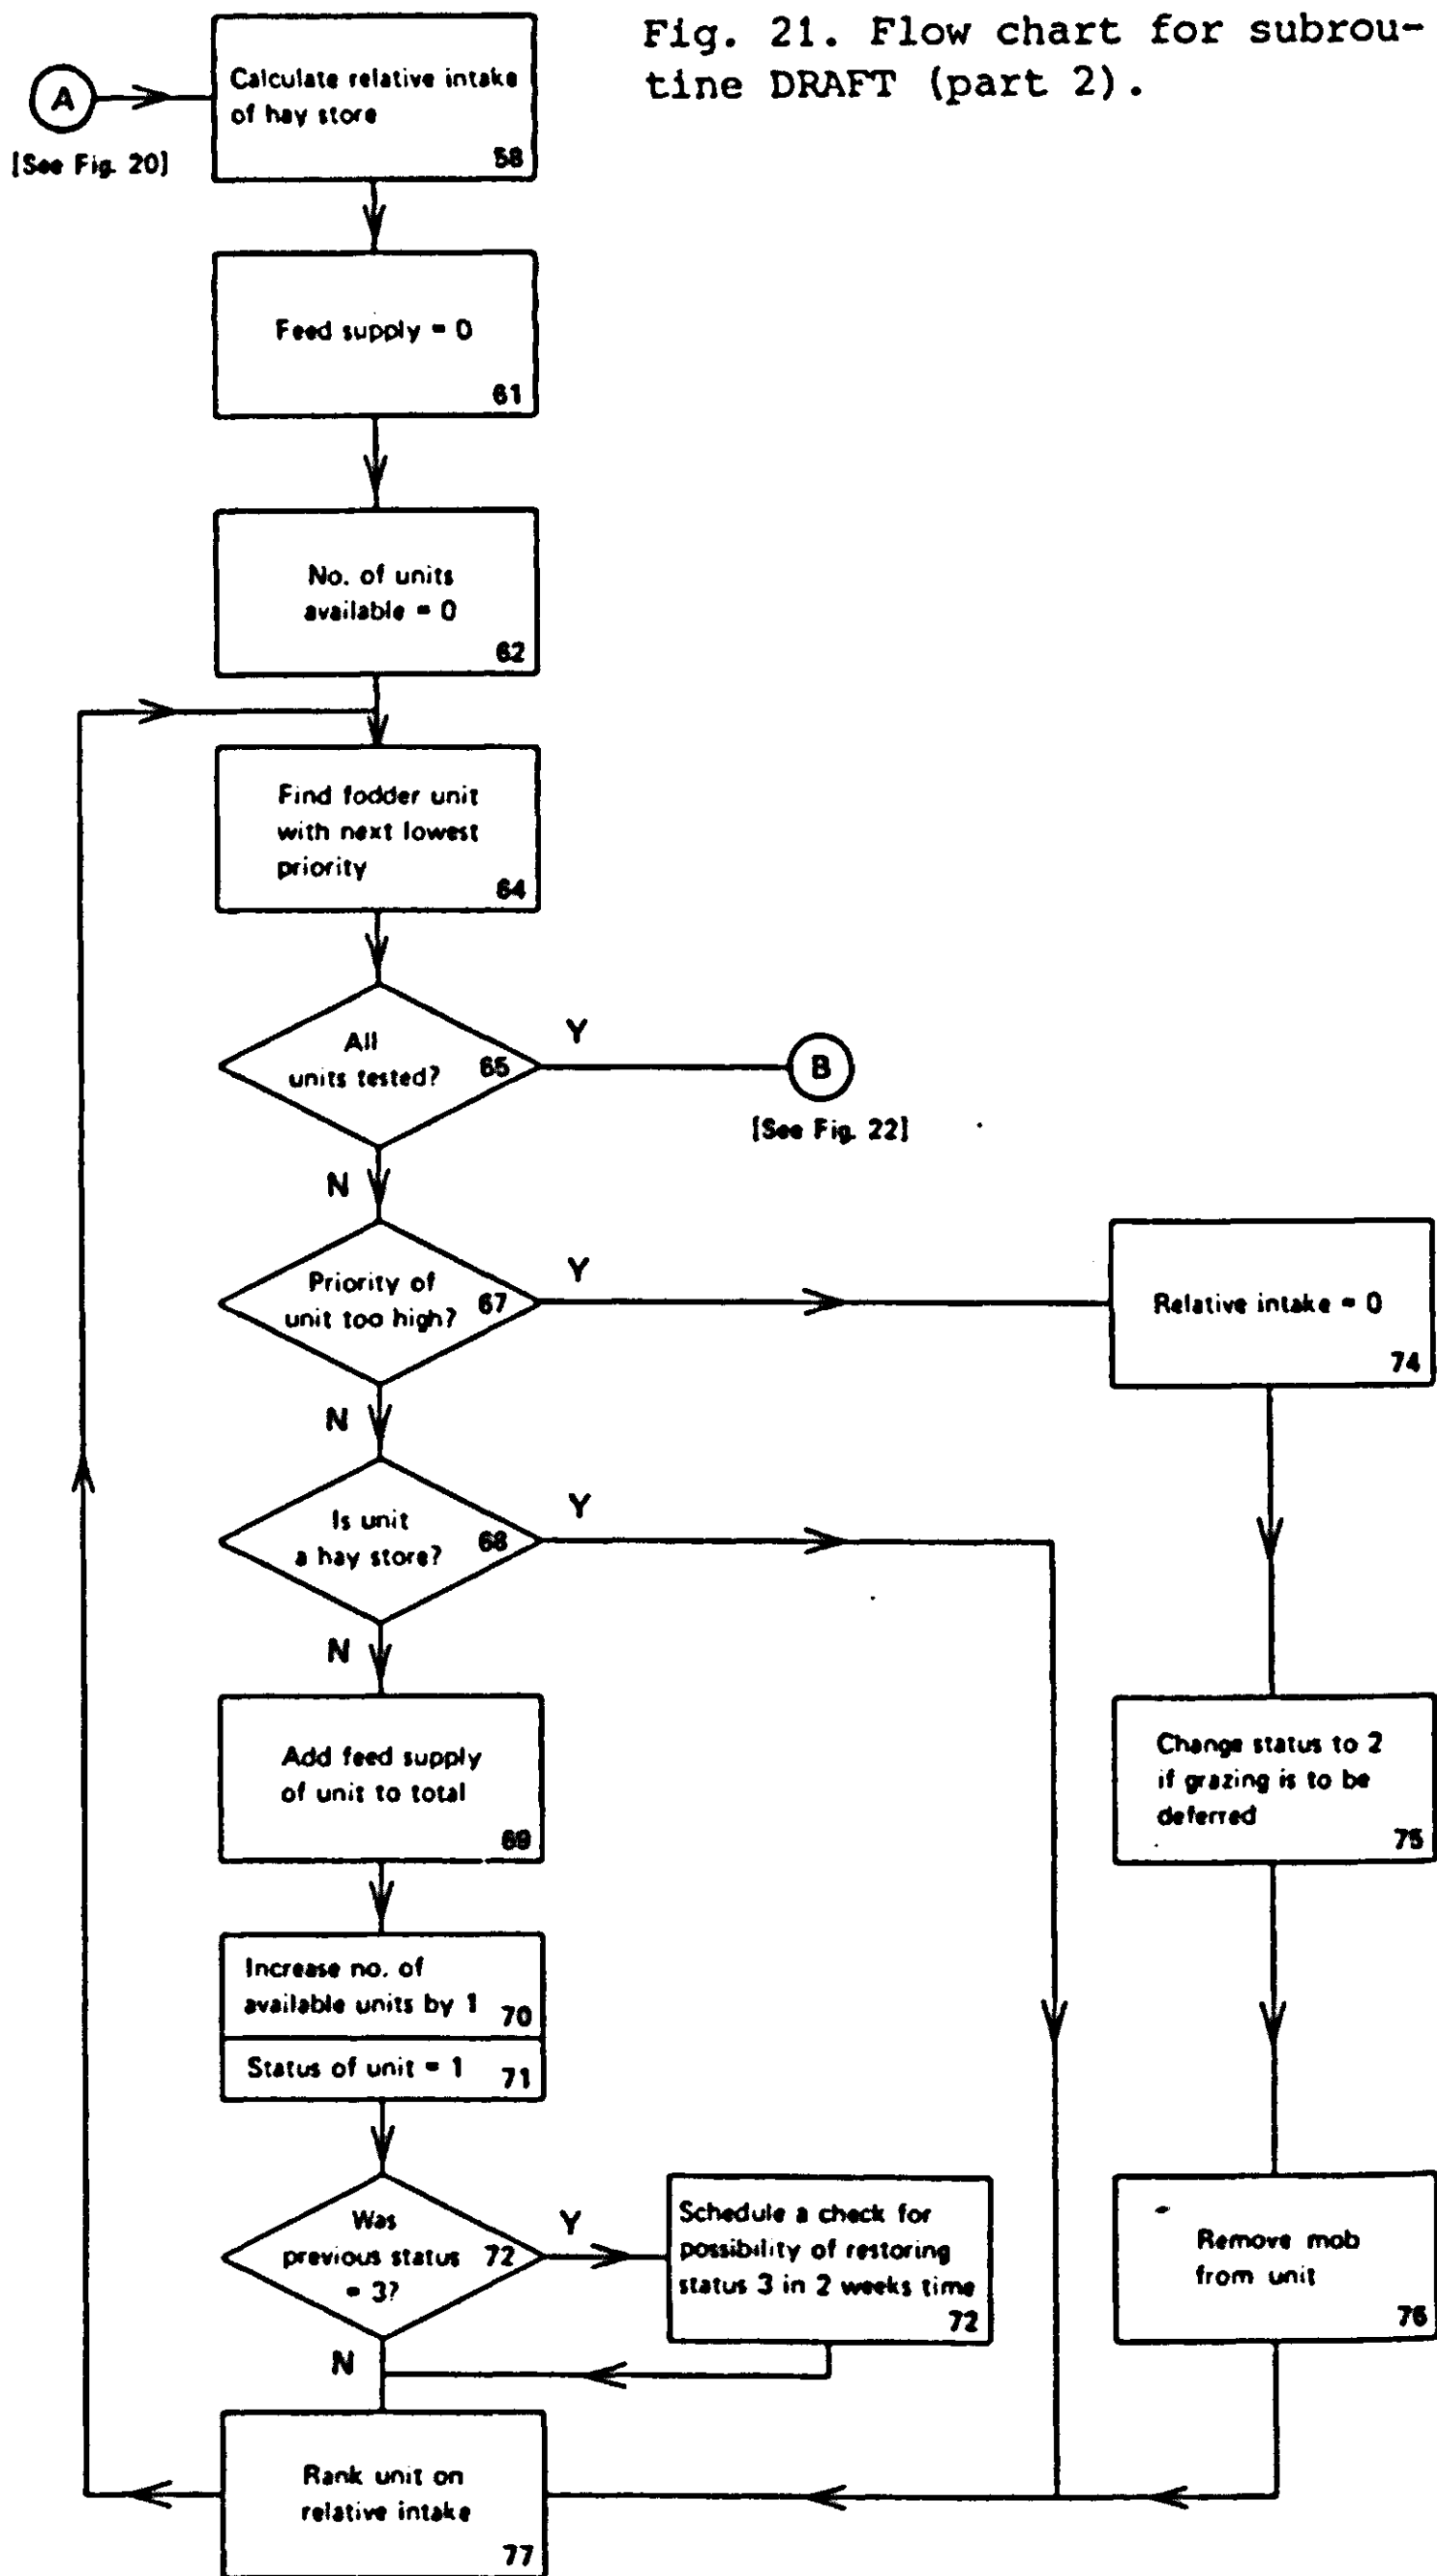 Fig. 21. Flow chart for subrou-
tine DRAFT (part 2).
A
[See Fig. 20]
Calculate relative intake
of hay store
58
Feed supply = 0
61
No. of units
available = 0
62
Find fodder unit
with next lowest
priority
64
All
units tested?
65
Y
B
[See Fig. 22]
N
Priority of
unit too high?
67
Y
Relative intake = 0
74
N
Is unit
a hay store?
68
Y
N
Add feed supply
of unit to total
69
Change status to 2
if grazing is to be
deferred
75
Increase no. of
available units by 1
70
Status of unit = 1
71
Was
previous status
= 3?
72
Y
Schedule a check for
possibility of restoring
status 3 in 2 weeks time
72
Remove mob
from unit
76
N
Rank unit on
relative intake
77